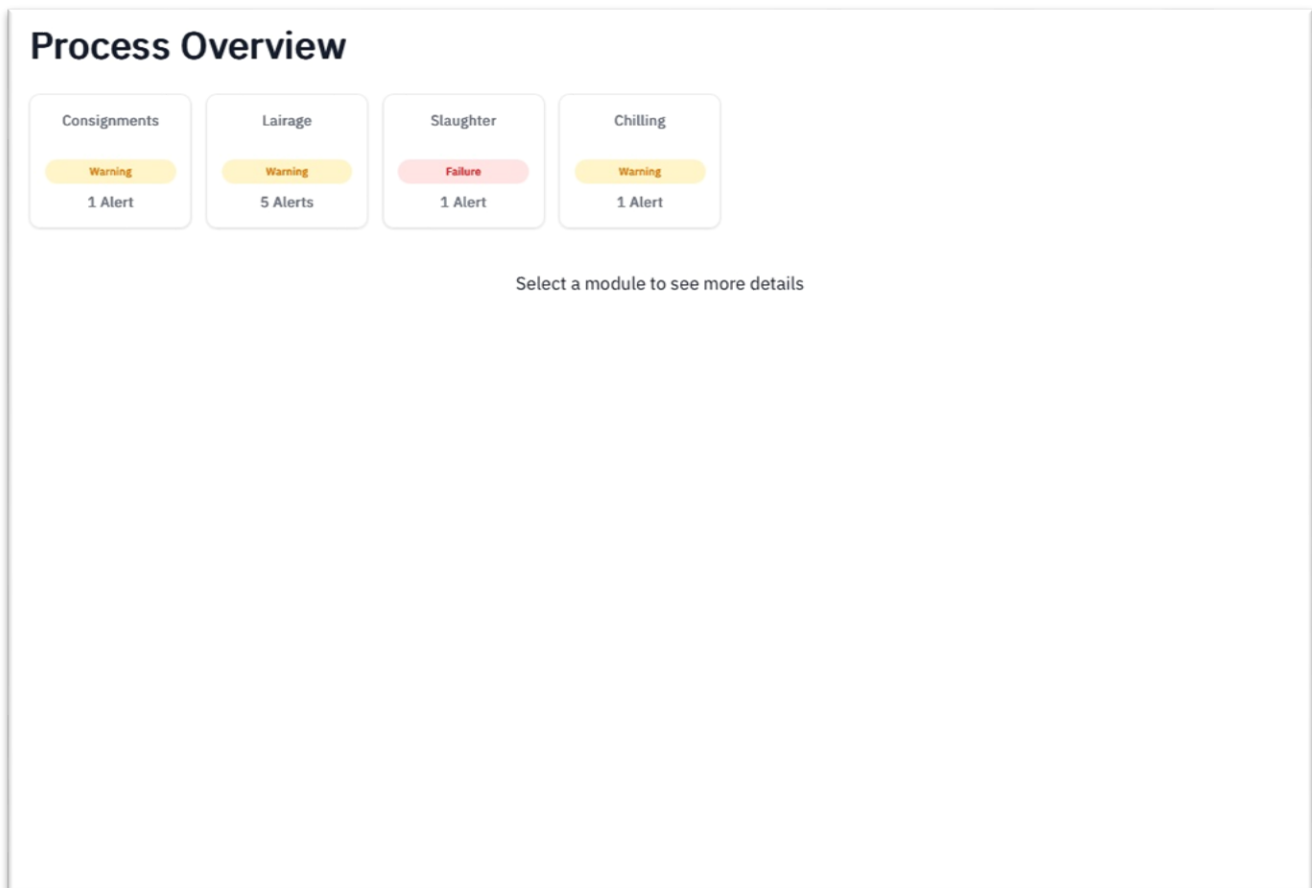 Process Overview
Consignments
Warning
1 Alert
Lairage
Warning
5 Alerts
Slaughter
Failure
1 Alert
Chilling
Warning
1 Alert
Select a module to see more details